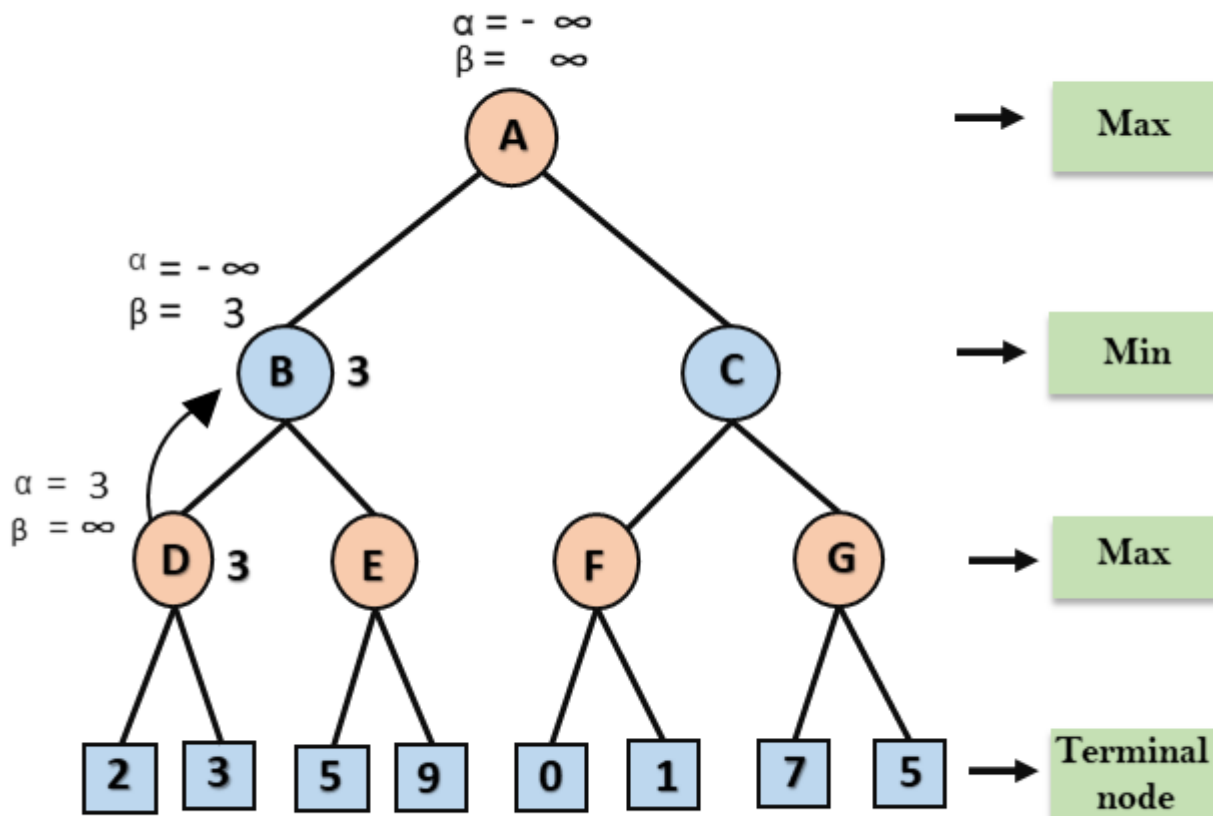 α = - ∞
β = ∞
A
Max
α = - ∞
β = 3
B
3
C
Min
α = 3
β = ∞
D
3
E
F
G
Max
2
3
5
9
0
1
7
5
Terminal
node